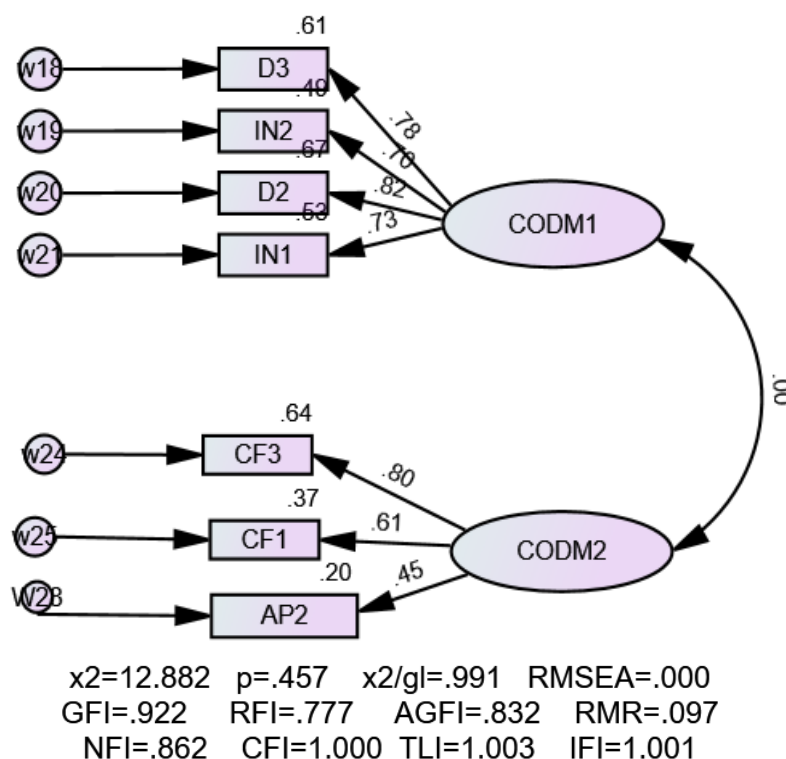 .61
w18 D3
.49 .78
w19 IN2
.67 .70
w20 D2 .82
.53 CODM1
w21 IN1 .73
.00
.64
w24 CF3 .80
.37
w25 CF1 .61
CODM2
.20 .45
W28 AP2
x2=12.882 p=.457 x2/gl=.991 RMSEA=.000
GFI=.922 RFI=.777 AGFI=.832 RMR=.097
NFI=.862 CFI=1.000 TLI=1.003 IFI=1.001